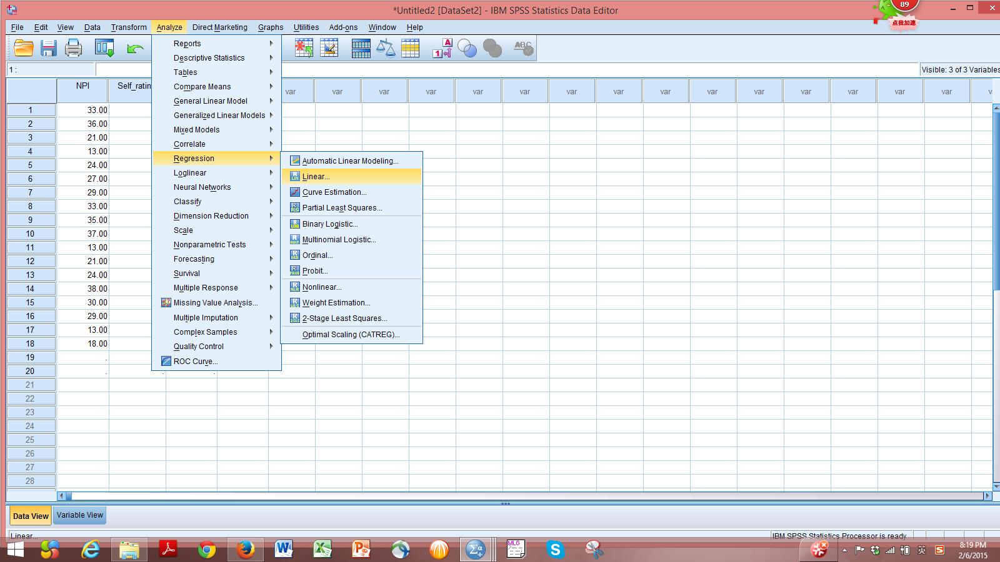 *Untitled2 [DataSet2] - IBM SPSS Statistics Data Editor
89
点我加速
File Edit View Data Transform Analyze Direct Marketing Graphs Utilities Add-ons Window Help
A
1
ABC
1 :
Visible: 3 of 3 Variables
NPI Self_ratin var var var var var var var var var var var var var var var
1 33.00
2 36.00
3 21.00
4 13.00
5 24.00
6 27.00
7 29.00
8 33.00
9 35.00
10 37.00
11 13.00
12 21.00
13 24.00
14 38.00
15 30.00
16 29.00
17 13.00
18 18.00
19 .
20 . . .
21
22
23
24
25
26
27
28
Reports
Descriptive Statistics
Tables
Compare Means
General Linear Model
Generalized Linear Models
Mixed Models
Correlate
Regression
Loglinear
Neural Networks
Classify
Dimension Reduction
Scale
Nonparametric Tests
Forecasting
Survival
Multiple Response
Missing Value Analysis...
Multiple Imputation
Complex Samples
Quality Control
ROC Curve...
Automatic Linear Modeling...
Linear...
Curve Estimation...
Partial Least Squares...
Binary Logistic...
Multinomial Logistic...
Ordinal...
Probit...
Nonlinear...
Weight Estimation...
2-Stage Least Squares...
Optimal Scaling (CATREG)...
Data View Variable View
Linear...
IBM SPSS Statistics Processor is ready
MLG
英
8:19 PM
2/6/2015